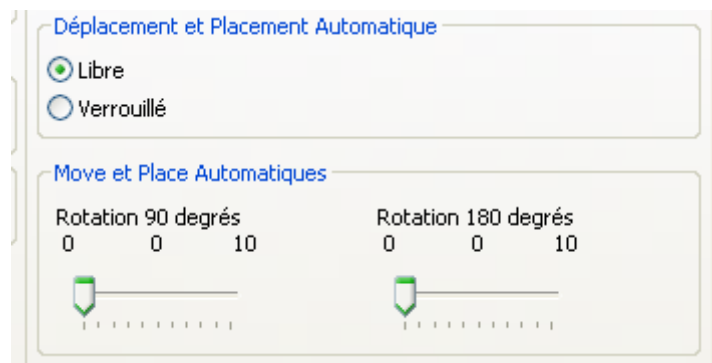 Déplacement et Placement Automatique
Libre
Verrouillé
Move et Place Automatiques
Rotation 90 degrés Rotation 180 degrés
0 0 10 0 0 10